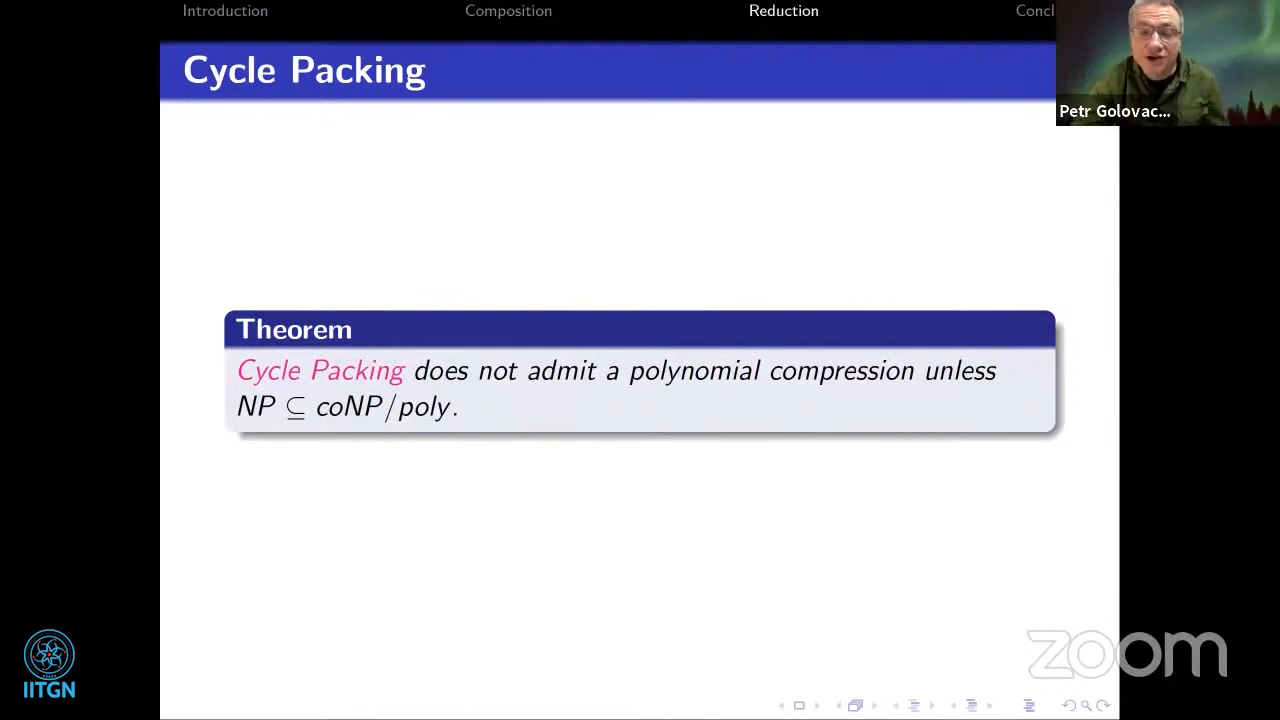 Introduction Composition Reduction Concl
Cycle Packing
Petr Golovac...
Theorem
Cycle Packing does not admit a polynomial compression unless
NP ⊆ coNP/poly.
IITGN
zoom